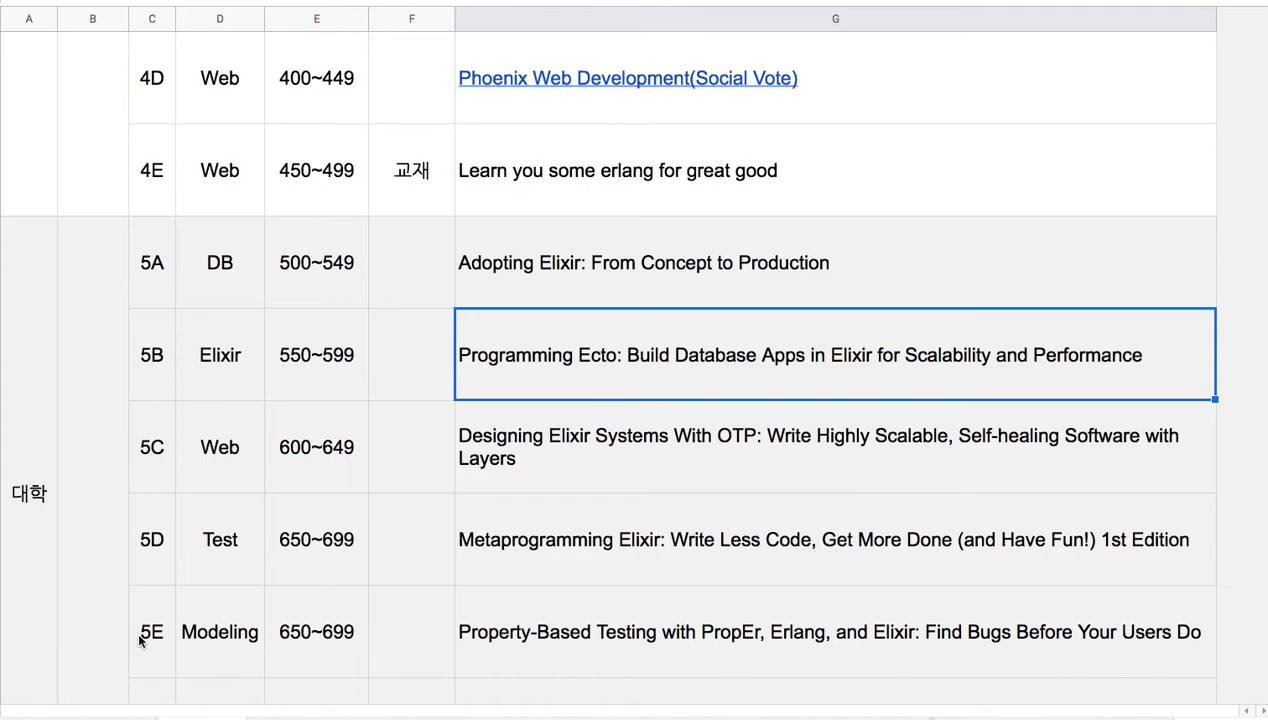 A B C D E F G
4D Web 400~449 Phoenix Web Development(Social Vote)
4E Web 450~499 교재 Learn you some erlang for great good
5A DB 500~549 Adopting Elixir: From Concept to Production
5B Elixir 550~599 Programming Ecto: Build Database Apps in Elixir for Scalability and Performance
5C Web 600~649 Designing Elixir Systems With OTP: Write Highly Scalable, Self-healing Software with
Layers
대학
5D Test 650~699 Metaprogramming Elixir: Write Less Code, Get More Done (and Have Fun!) 1st Edition
5E Modeling 650~699 Property-Based Testing with PropEr, Erlang, and Elixir: Find Bugs Before Your Users Do